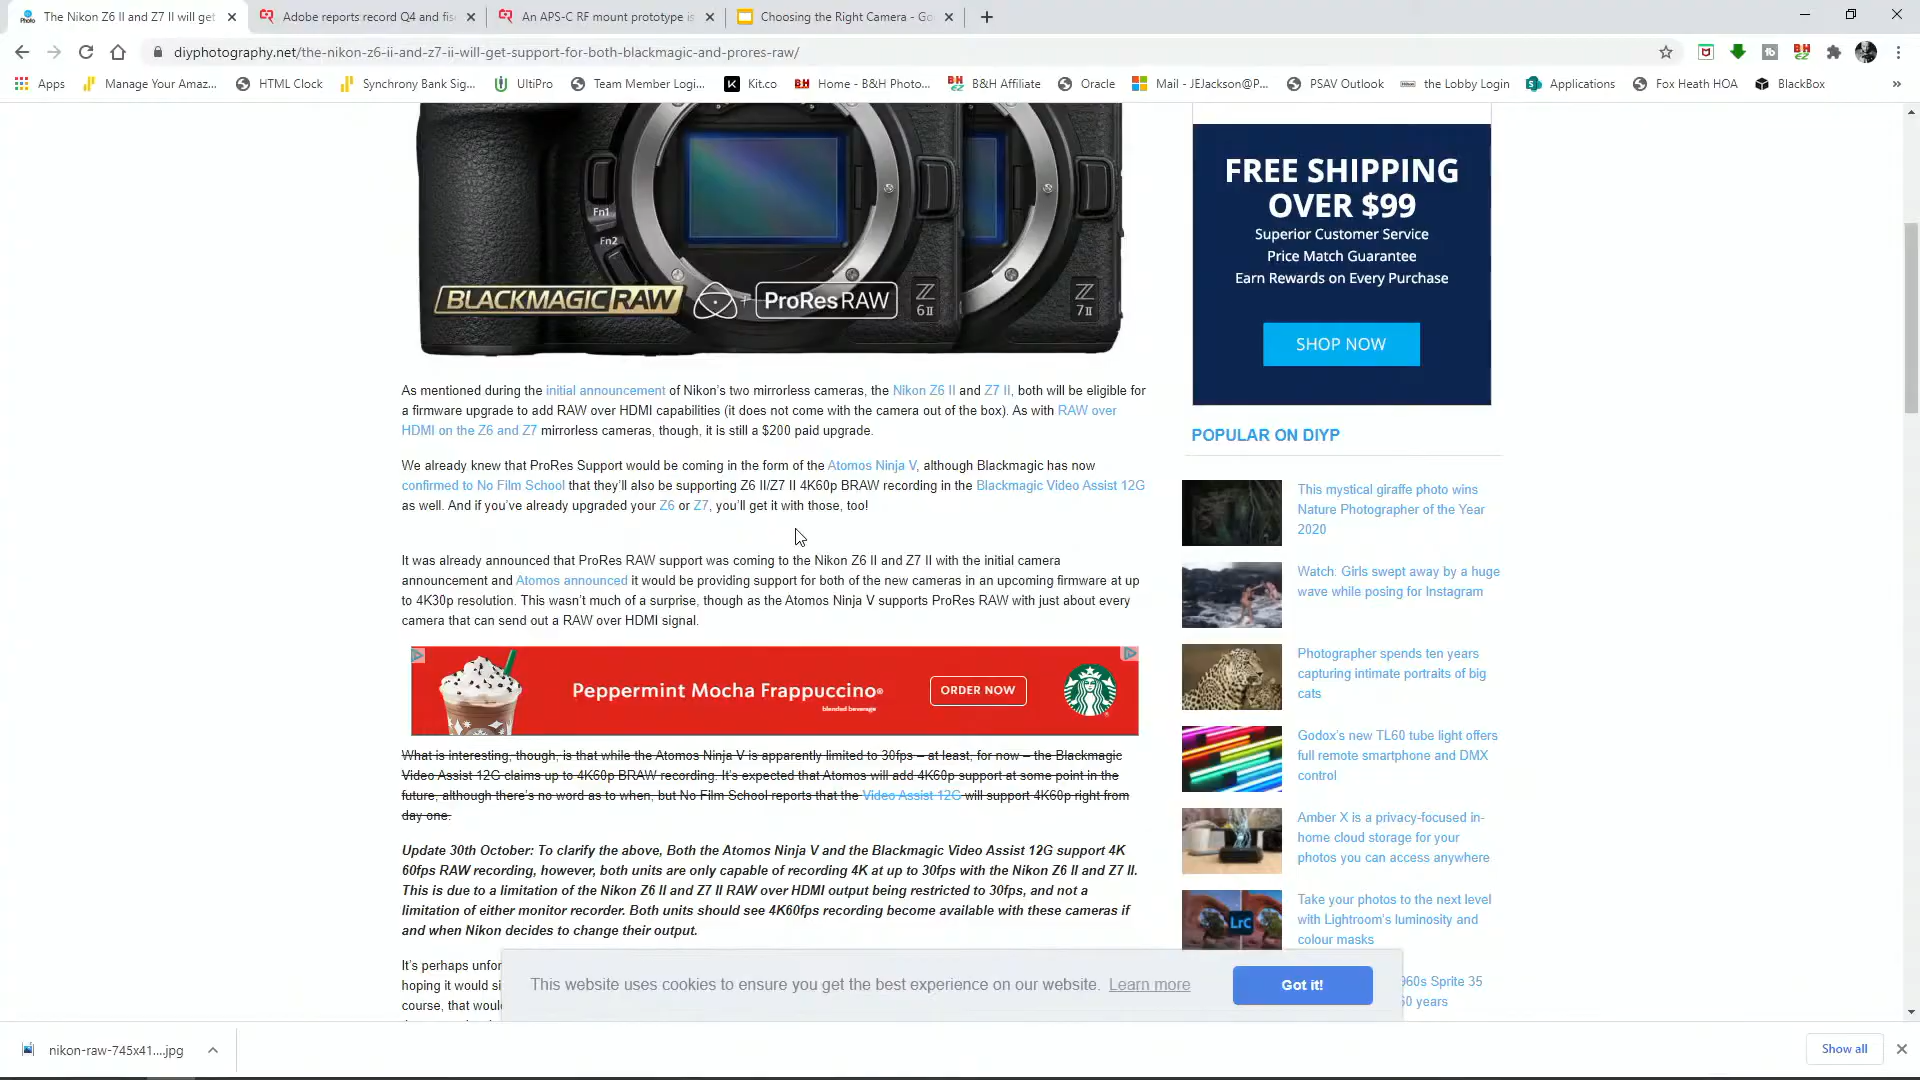 The Nikon Z6 II and Z7 II will get
Adobe reports record Q4 and fis
An APS-C RF mount prototype is
Choosing the Right Camera - Go
diyphotography.net/the-nikon-z6-ii-and-z7-ii-will-get-support-for-both-blackmagic-and-prores-raw/
Apps
Manage Your Amaz...
HTML Clock
Synchrony Bank Sig...
UltiPro
Team Member Logi...
Kit.co
Home - B&H Photo...
B&H Affiliate
Oracle
Mail - JEJackson@P...
PSAV Outlook
the Lobby Login
Applications
Fox Heath HOA
BlackBox
»
Fn1
Fn2
BLACKMAGIC RAW
+
ProRes RAW
Z
6II
Z
7II
As mentioned during the initial announcement of Nikon's two mirrorless cameras, the Nikon Z6 II and Z7 II, both will be eligible for
a firmware upgrade to add RAW over HDMI capabilities (it does not come with the camera out of the box). As with RAW over
HDMI on the Z6 and Z7 mirrorless cameras, though, it is still a $200 paid upgrade.
We already knew that ProRes Support would be coming in the form of the Atomos Ninja V, although Blackmagic has now
confirmed to No Film School that they'll also be supporting Z6 II/Z7 II 4K60p BRAW recording in the Blackmagic Video Assist 12G
as well. And if you've already upgraded your Z6 or Z7, you'll get it with those, too!
It was already announced that ProRes RAW support was coming to the Nikon Z6 II and Z7 II with the initial camera
announcement and Atomos announced it would be providing support for both of the new cameras in an upcoming firmware at up
to 4K30p resolution. This wasn't much of a surprise, though as the Atomos Ninja V supports ProRes RAW with just about every
camera that can send out a RAW over HDMI signal.
Peppermint Mocha Frappuccino®
blended beverage
ORDER NOW
What is interesting, though, is that while the Atomos Ninja V is apparently limited to 30fps – at least, for now – the Blackmagic
Video Assist 12G claims up to 4K60p BRAW recording. It's expected that Atomos will add 4K60p support at some point in the
future, although there's no word as to when, but No Film School reports that the Video Assist 12G will support 4K60p right from
day one.
Update 30th October: To clarify the above, Both the Atomos Ninja V and the Blackmagic Video Assist 12G support 4K
60fps RAW recording, however, both units are only capable of recording 4K at up to 30fps with the Nikon Z6 II and Z7 II.
This is due to a limitation of the Nikon Z6 II and Z7 II RAW over HDMI output being restricted to 30fps, and not a
limitation of either monitor recorder. Both units should see 4K60fps recording become available with these cameras if
and when Nikon decides to change their output.
It's perhaps unfor
hoping it would si
course, that would
FREE SHIPPING
OVER $99
Superior Customer Service
Price Match Guarantee
Earn Rewards on Every Purchase
SHOP NOW
POPULAR ON DIYP
This mystical giraffe photo wins
Nature Photographer of the Year
2020
Watch: Girls swept away by a huge
wave while posing for Instagram
Photographer spends ten years
capturing intimate portraits of big
cats
Godox's new TL60 tube light offers
full remote smartphone and DMX
control
Amber X is a privacy-focused in-
home cloud storage for your
photos you can access anywhere
LrC
Take your photos to the next level
with Lightroom's luminosity and
colour masks
960s Sprite 35
60 years
This website uses cookies to ensure you get the best experience on our website. Learn more
Got it!
nikon-raw-745x41....jpg
Show all